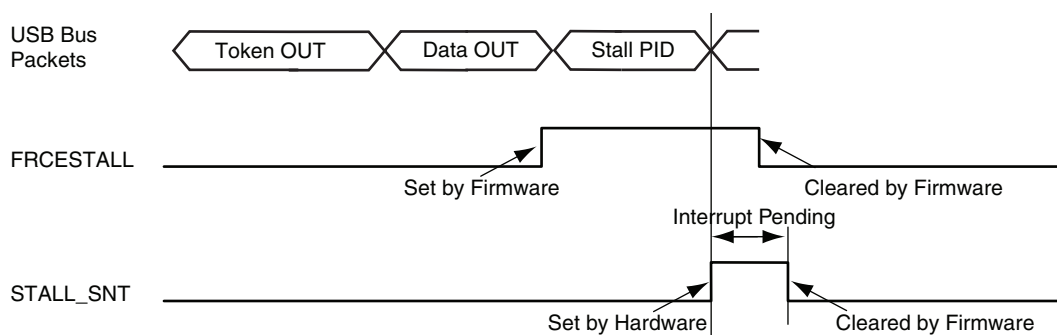 USB Bus
Packets
Token OUT
Data OUT
Stall PID
FRCESTALL
Set by Firmware
Cleared by Firmware
Interrupt Pending
STALL_SNT
Set by Hardware
Cleared by Firmware